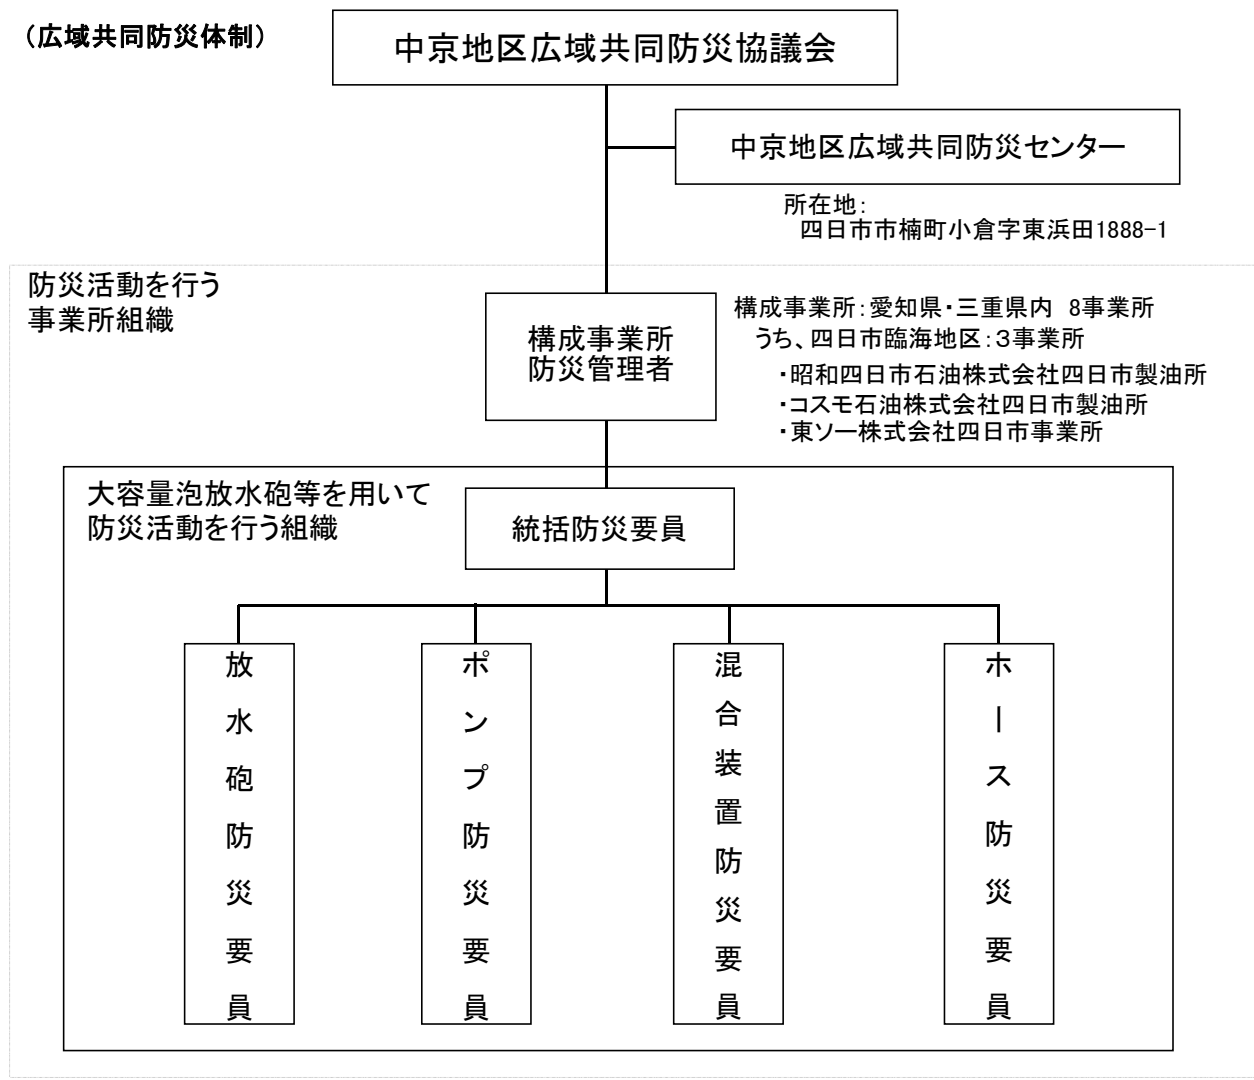 （広域共同防災体制）
中京地区広域共同防災協議会
中京地区広域共同防災センター
所在地：
四日市市楠町小倉字東浜田1888-1
防災活動を行う
事業所組織
構成事業所
防災管理者
構成事業所：愛知県・三重県内 8事業所
うち、四日市臨海地区：３事業所
・昭和四日市石油株式会社四日市製油所
・コスモ石油株式会社四日市製油所
・東ソー株式会社四日市事業所
大容量泡放水砲等を用いて
防災活動を行う組織
統括防災要員
放水砲防災要員
ポンプ防災要員
混合装置防災要員
ホース防災要員